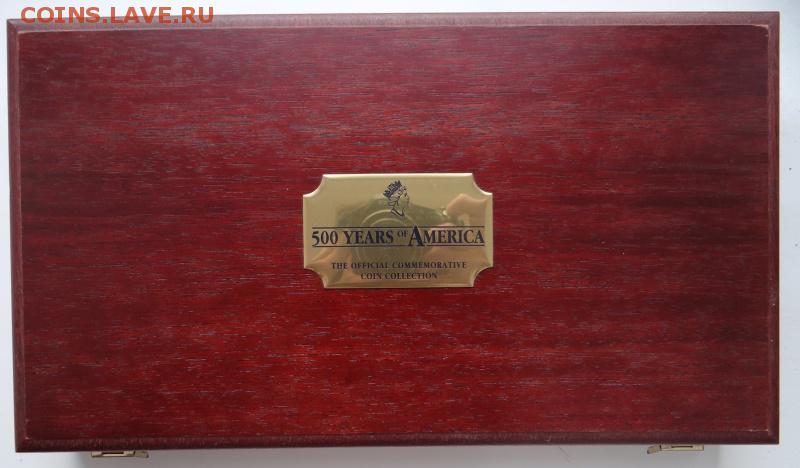 COINS.LAVE.RU
500 YEARS OF AMERICA
THE OFFICIAL COMMEMORATIVE
COIN COLLECTION